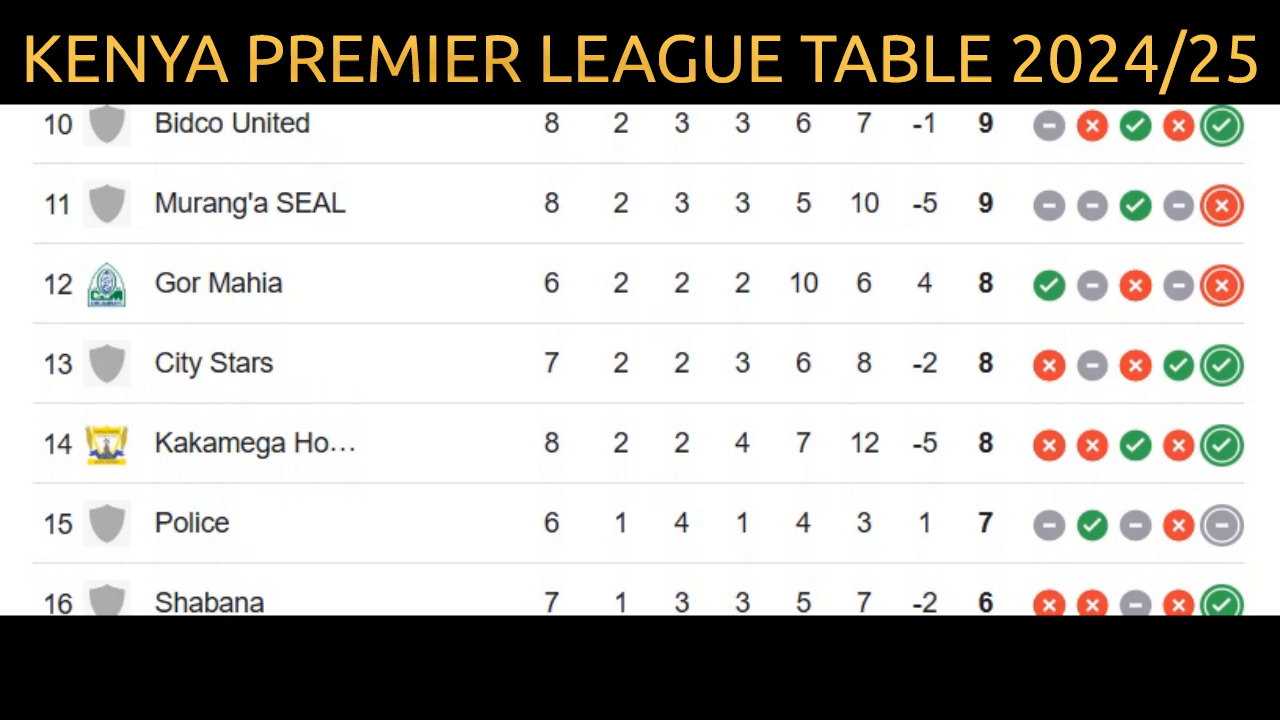 KENYA PREMIER LEAGUE TABLE 2024/25
10 Bidco United 8 2 3 3 6 7 -1 9
11 Murang'a SEAL 8 2 3 3 5 10 -5 9
12 Gor Mahia 6 2 2 2 10 6 4 8
13 City Stars 7 2 2 3 6 8 -2 8
14 Kakamega Ho... 8 2 2 4 7 12 -5 8
15 Police 6 1 4 1 4 3 1 7
16 Shabana 7 1 3 3 5 7 -2 6